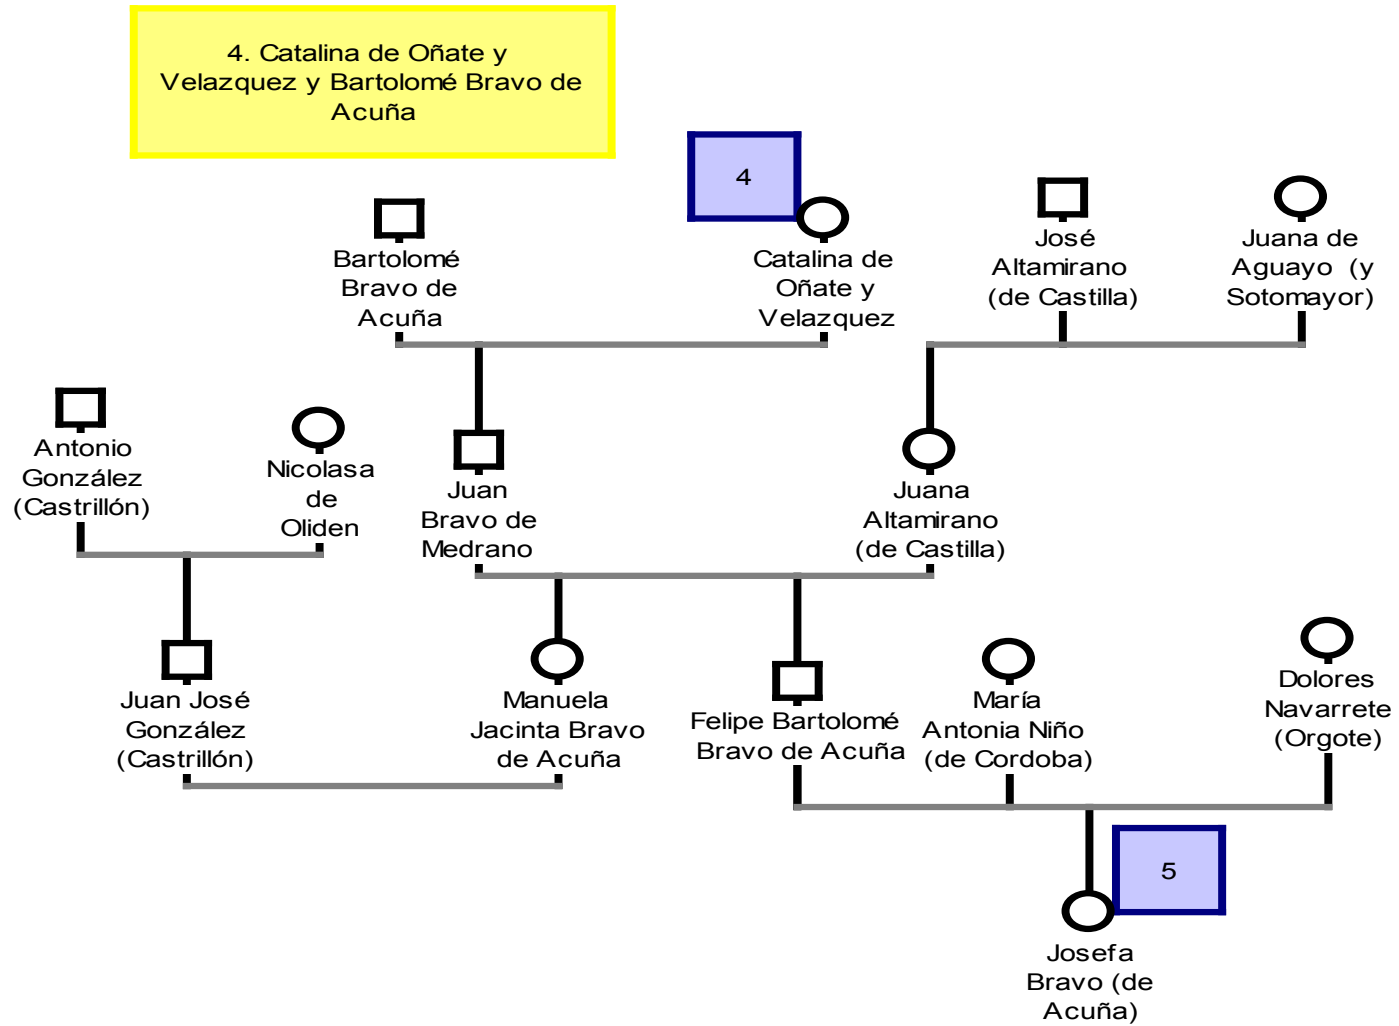 4. Catalina de Oñate y
Velazquez y Bartolomé Bravo de
Acuña
4
Bartolomé
Bravo de
Acuña
Catalina de
Oñate y
Velazquez
José
Altamirano
(de Castilla)
Juana de
Aguayo (y
Sotomayor)
Antonio
González
(Castrillón)
Nicolasa
de
Oliden
Juan
Bravo de
Medrano
Juana
Altamirano
(de Castilla)
Juan José
González
(Castrillón)
Manuela
Jacinta Bravo
de Acuña
Felipe Bartolomé
Bravo de Acuña
María
Antonia Niño
(de Cordoba)
Dolores
Navarrete
(Orgote)
5
Josefa
Bravo (de
Acuña)